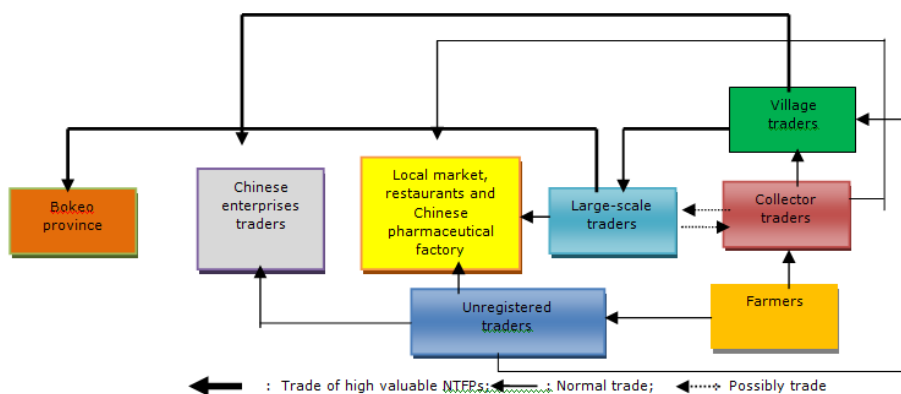 Village
traders
Bokeo
province
Chinese
enterprises
traders
Local market,
restaurants and
Chinese
pharmaceutical
factory
Large-scale
traders
Collector
traders
Unregistered
traders
Farmers
: Trade of high valuable NTFPs; : Normal trade; Possibly trade